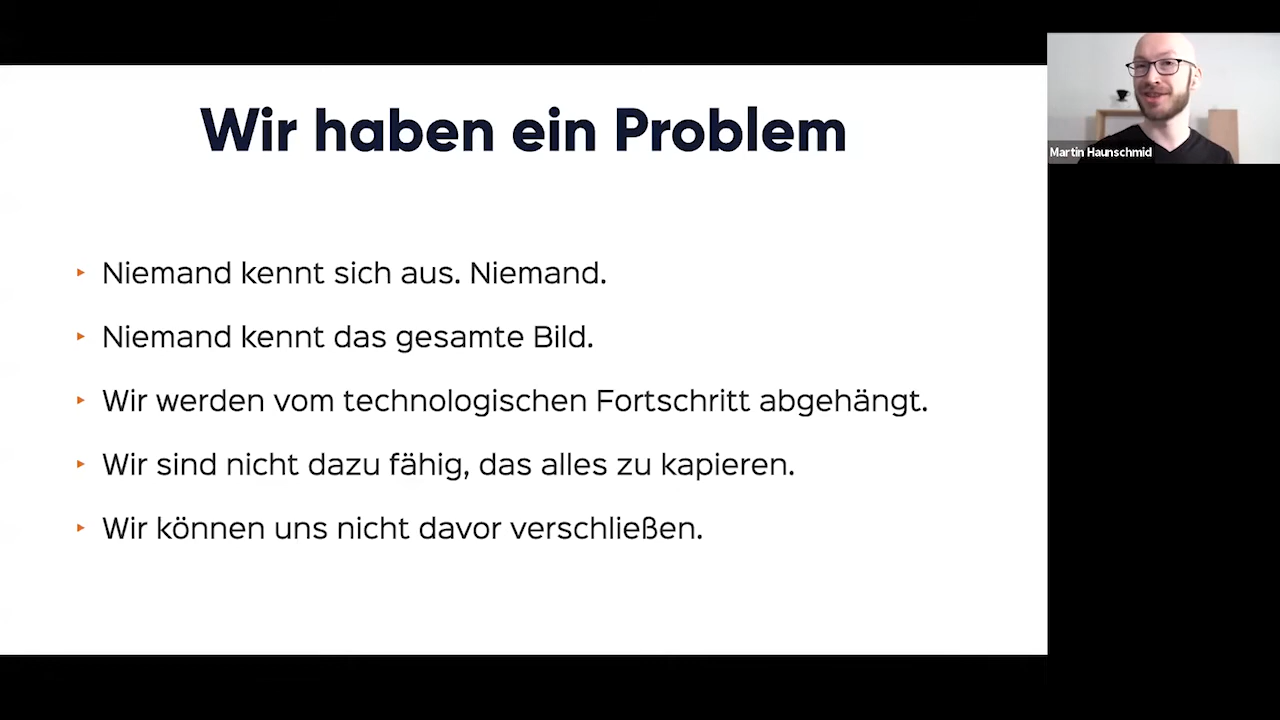 Wir haben ein Problem
Niemand kennt sich aus. Niemand.
Niemand kennt das gesamte Bild.
Wir werden vom technologischen Fortschritt abgehängt.
Wir sind nicht dazu fähig, das alles zu kapieren.
Wir können uns nicht davor verschließen.
Martin Haunschmid